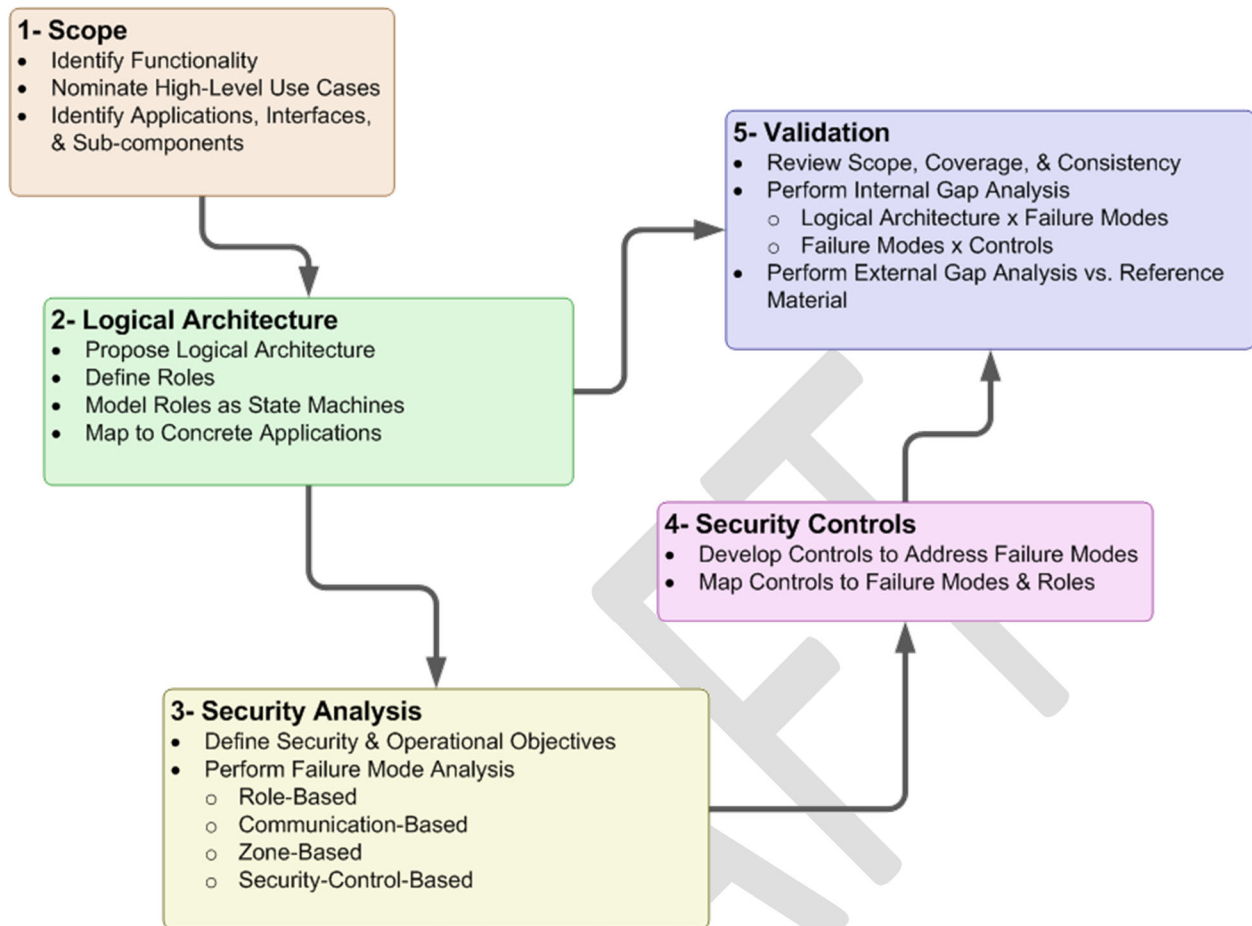 1- Scope
• Identify Functionality
• Nominate High-Level Use Cases
• Identify Applications, Interfaces,
& Sub-components
5- Validation
• Review Scope, Coverage, & Consistency
• Perform Internal Gap Analysis
o Logical Architecture x Failure Modes
o Failure Modes x Controls
• Perform External Gap Analysis vs. Reference
Material
2- Logical Architecture
• Propose Logical Architecture
• Define Roles
• Model Roles as State Machines
• Map to Concrete Applications
4- Security Controls
• Develop Controls to Address Failure Modes
• Map Controls to Failure Modes & Roles
3- Security Analysis
• Define Security & Operational Objectives
• Perform Failure Mode Analysis
o Role-Based
o Communication-Based
o Zone-Based
o Security-Control-Based